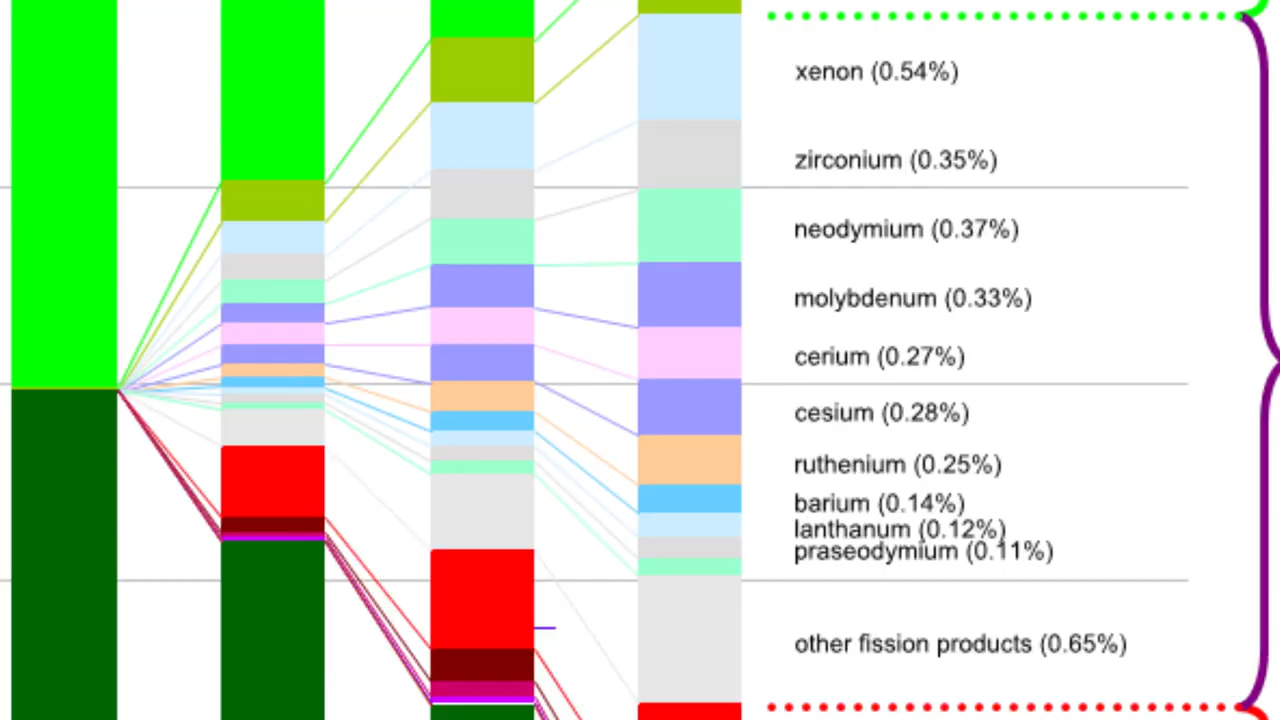 xenon (0.54%)
zirconium (0.35%)
neodymium (0.37%)
molybdenum (0.33%)
cerium (0.27%)
cesium (0.28%)
ruthenium (0.25%)
barium (0.14%)
lanthanum (0.12%)
praseodymium (0.11%)
other fission products (0.65%)